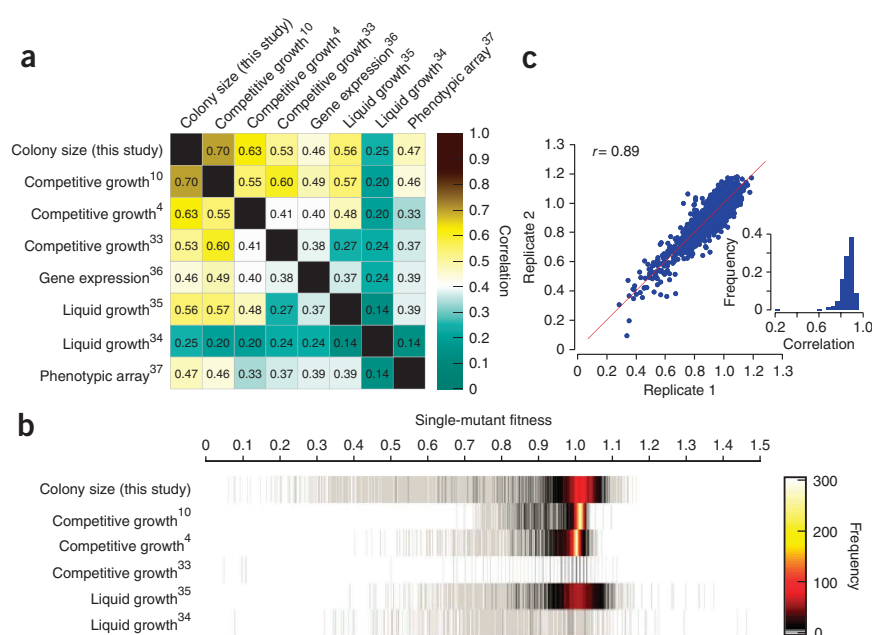 a
Colony size (this study)
Competitive growth10
Competitive growth4
Competitive growth33
Gene expression36
Liquid growth35
Liquid growth34
Phenotypic array37
Colony size (this study) 0.70 0.63 0.53 0.46 0.56 0.25 0.47
Competitive growth10 0.70 0.55 0.60 0.49 0.57 0.20 0.46
Competitive growth4 0.63 0.55 0.41 0.40 0.48 0.20 0.33
Competitive growth33 0.53 0.60 0.41 0.38 0.27 0.24 0.37
Gene expression36 0.46 0.49 0.40 0.38 0.37 0.24 0.39
Liquid growth35 0.56 0.57 0.48 0.27 0.37 0.14 0.39
Liquid growth34 0.25 0.20 0.20 0.24 0.24 0.14 0.14
Phenotypic array37 0.47 0.46 0.33 0.37 0.39 0.39 0.14
1.0
0.9
0.8
0.7
0.6
0.5
0.4
0.3
0.2
0.1
0
Correlation
c
r= 0.89
1.3
1.2
1.0
0.8
0.6
0.4
0.2
0
Replicate 2
0 0.2 0.4 0.6 0.8 1.0 1.2 1.3
Replicate 1
0.4
0.2
0
Frequency
0.2 0.6 1.0
Correlation
b
Single-mutant fitness
0 0.1 0.2 0.3 0.4 0.5 0.6 0.7 0.8 0.9 1.0 1.1 1.2 1.3 1.4 1.5
Colony size (this study)
Competitive growth10
Competitive growth4
Competitive growth33
Liquid growth35
Liquid growth34
300
200
100
0
Frequency